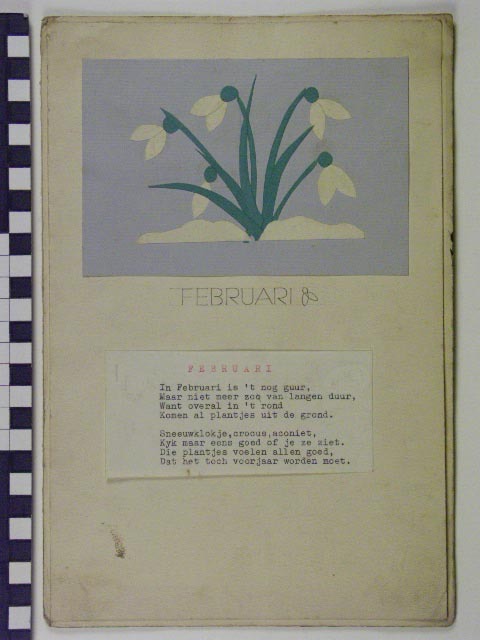 FEBRUARI
FEBRUARI
In Februari is 't nog guur,
Maar niet meer zoo van langen duur,
Want overal in 't rond
Komen al plantjes uit de grond.
Sneeuwklokje,crocus,aconiet,
Kyk maar eens goed of je ze ziet.
Die plantjes voelen allen goed,
Dat het toch voorjaar worden moet.